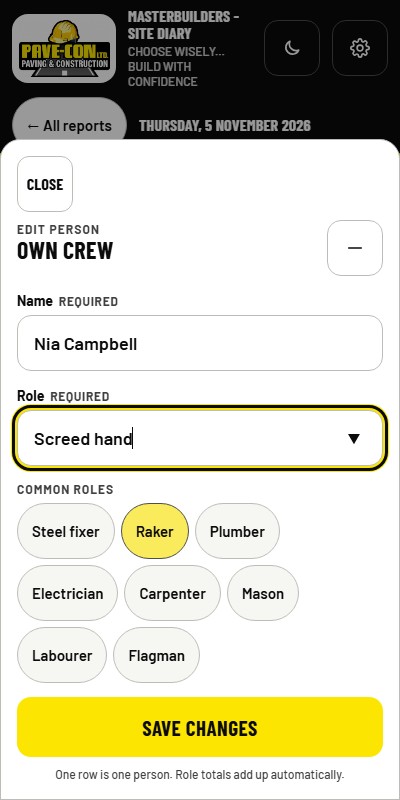 PAVE-CON LTD.
PAVING & CONSTRUCTION
MASTERBUILDERS -
SITE DIARY
CHOOSE WISELY...
BUILD WITH
CONFIDENCE
← All reports
THURSDAY, 5 NOVEMBER 2026
CLOSE
EDIT PERSON
OWN CREW
Name REQUIRED
Nia Campbell
Role REQUIRED
Screed hand
COMMON ROLES
Steel fixer
Raker
Plumber
Electrician
Carpenter
Mason
Labourer
Flagman
SAVE CHANGES
One row is one person. Role totals add up automatically.